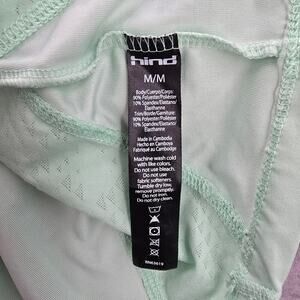 hind
M/M
Body/Cuerpo/Corps:
90% Polyester/Poliéster
10% Spandex/Elastano/
Élasthanne
Trim/Borde/Garniture:
90% Polyester/Poliéster
10% Spandex/Elastano/
Élasthanne
Made in Cambodia
Hecho en Camboya
Fabriqué au Cambodge
Machine wash cold
with like colors.
Do not use bleach.
Do not use
fabric softeners.
Tumble dry low,
remove promptly.
Do not iron.
Do not dry clean.